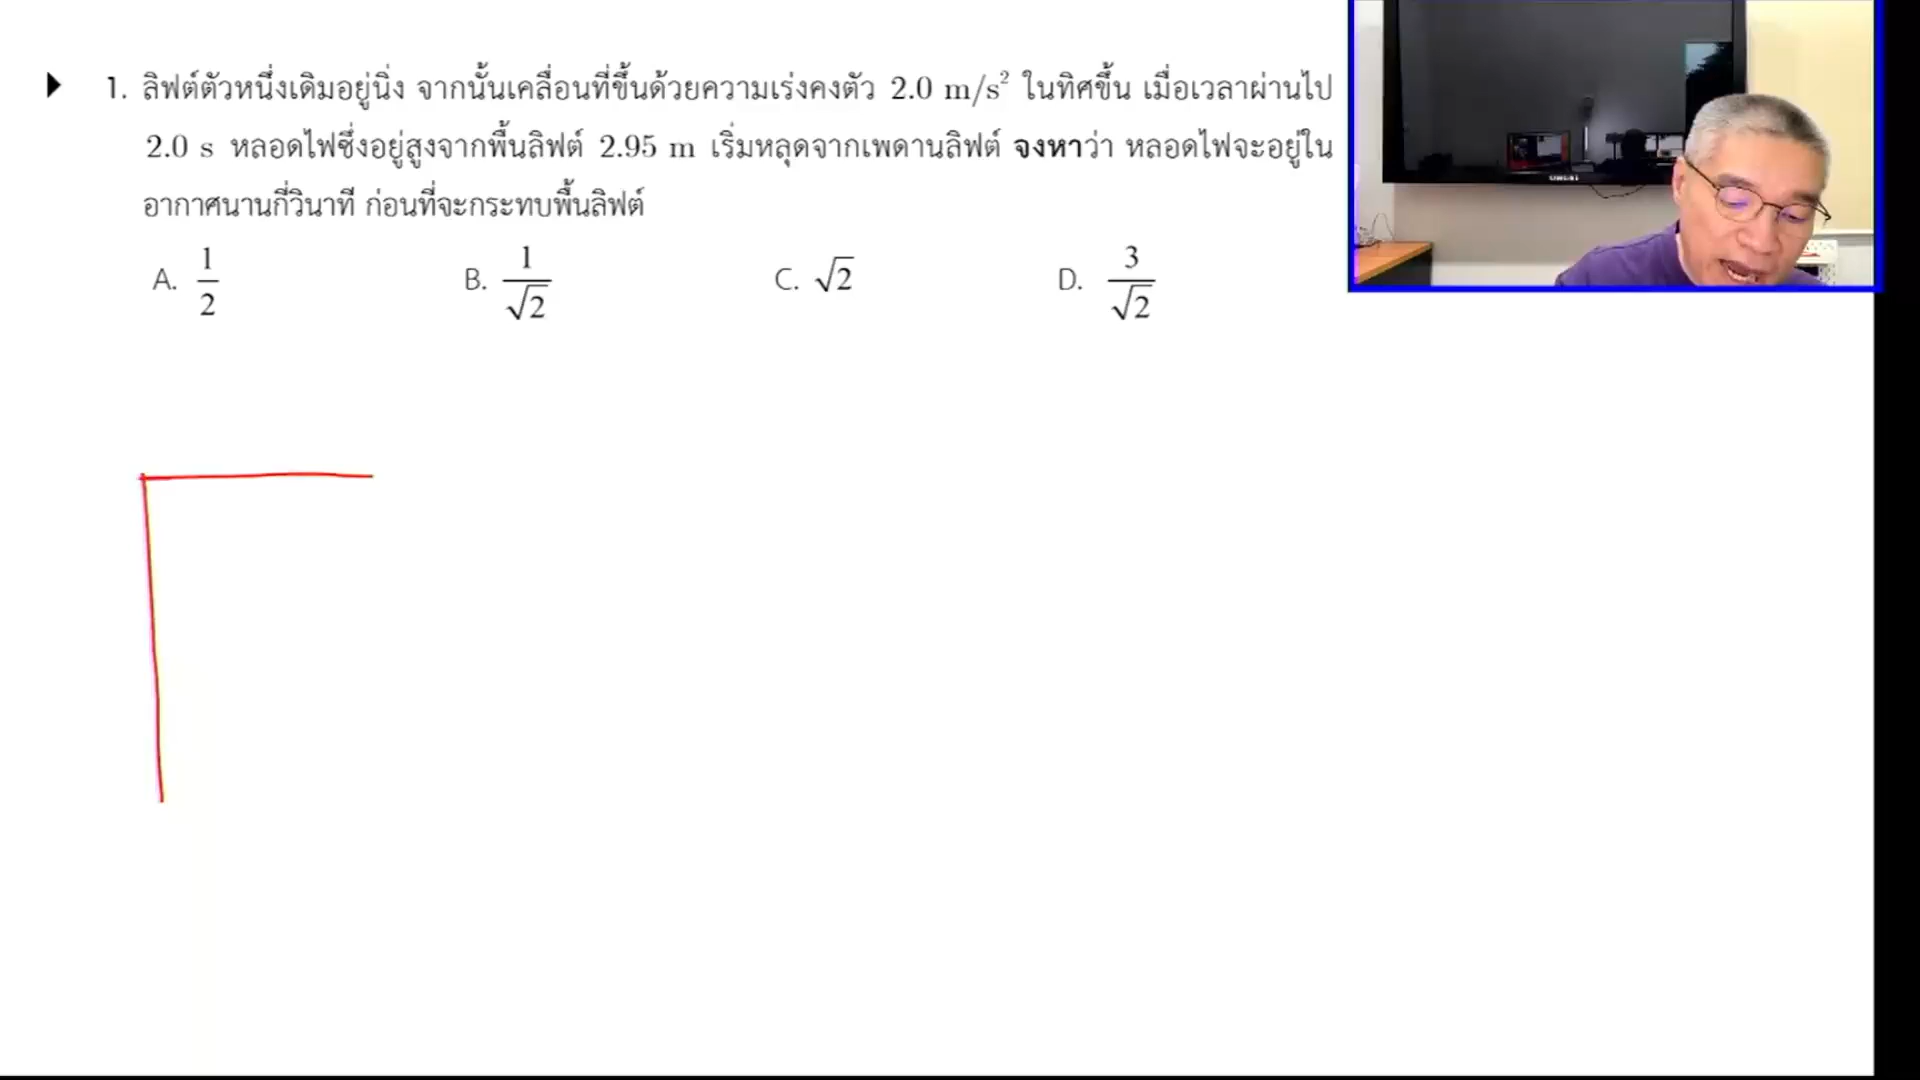 1. ลิฟต์ตัวหนึ่งเดิมอยู่นิ่ง จากนั้นเคลื่อนที่ขึ้นด้วยความเร่งคงตัว 2.0 m/s² ในทิศขึ้น เมื่อเวลาผ่านไป
2.0 s หลอดไฟซึ่งอยู่สูงจากพื้นลิฟต์ 2.95 m เริ่มหลุดจากเพดานลิฟต์ จงหาว่า หลอดไฟจะอยู่ใน
อากาศนานกี่วินาที ก่อนที่จะกระทบพื้นลิฟต์
A. 1/2 B. 1/√2 C. √2 D. 3/√2
SAMSUNG